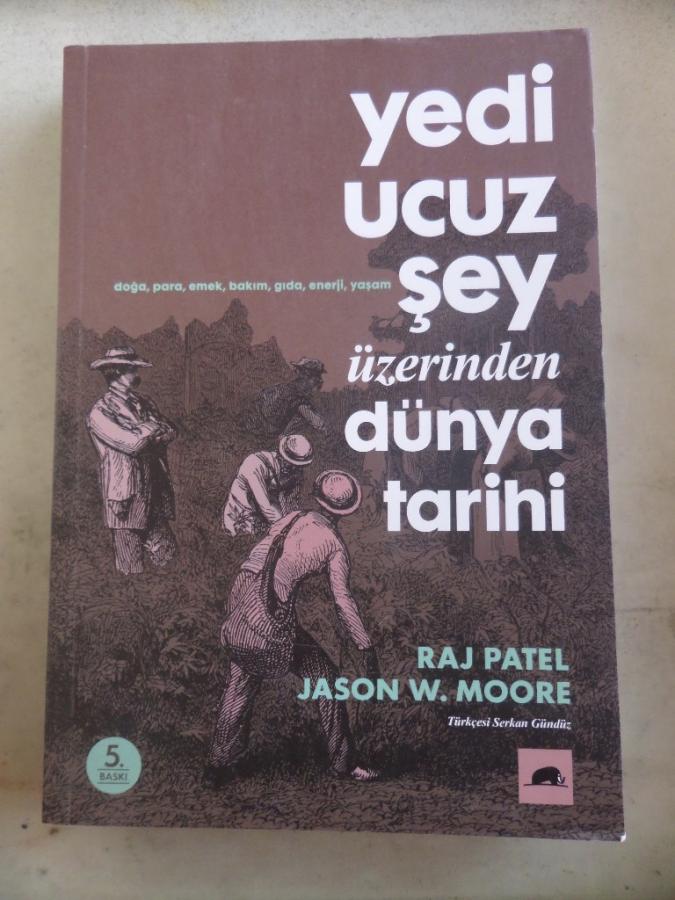 yedi
ucuz
doğa, para, emek, bakım, gıda, enerji, yaşam
şey
üzerinden
dünya
tarihi
RAJ PATEL
JASON W. MOORE
Türkçesi Serkan Gündüz
5.
BASKI